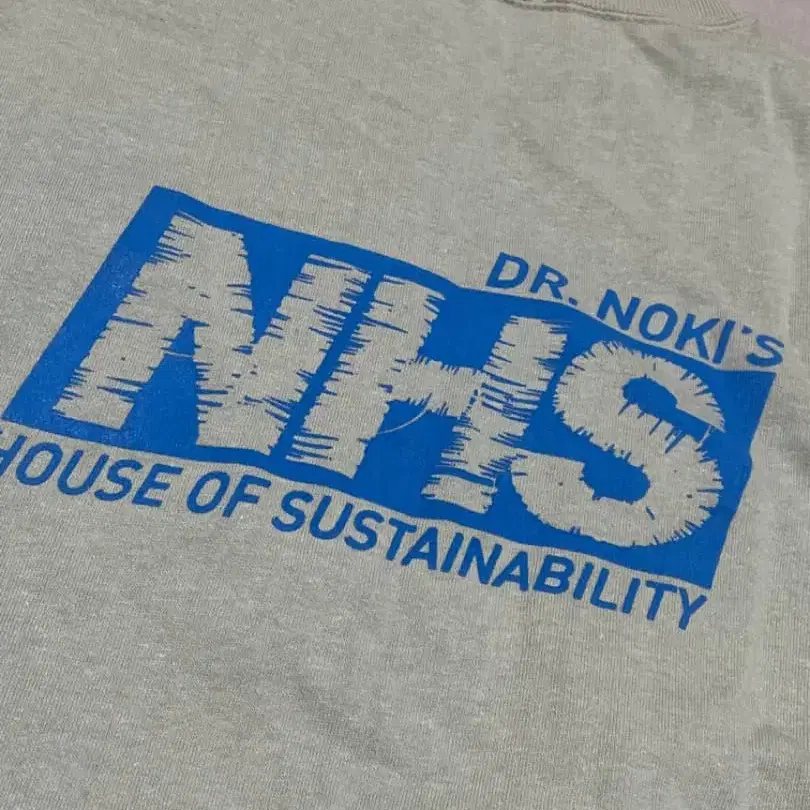 DR. NOKI'S
NHS
HOUSE OF SUSTAINABILITY